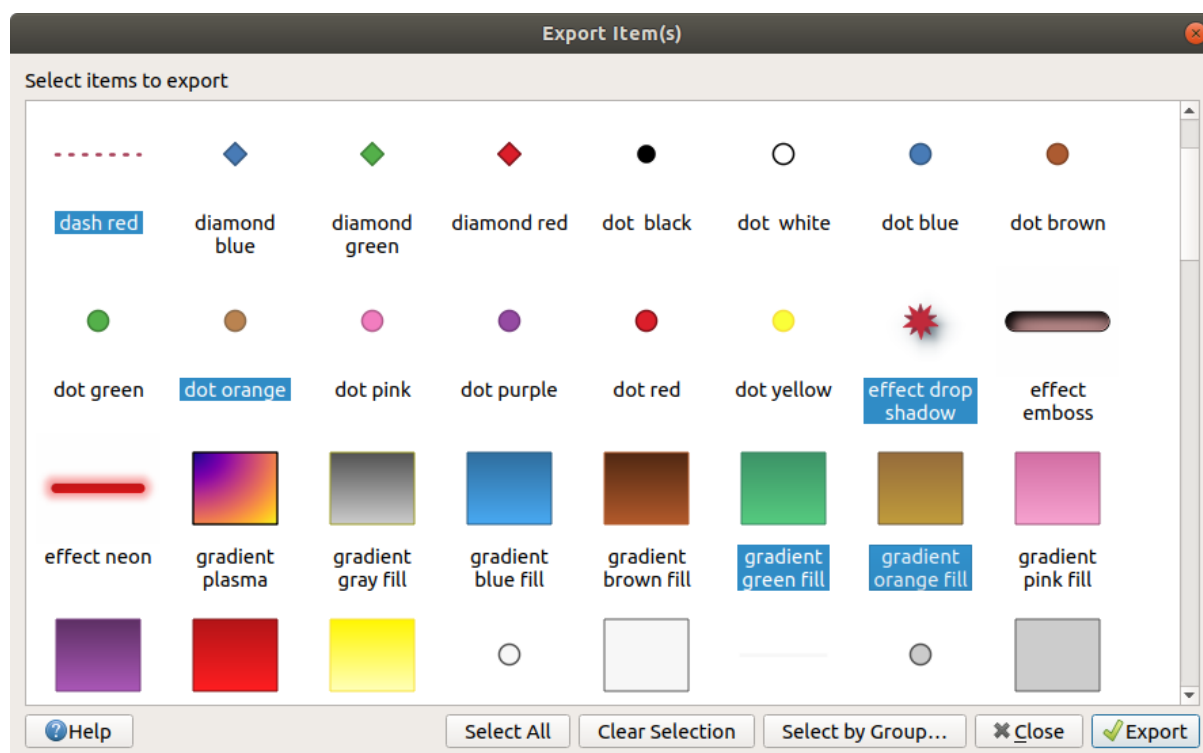 Export Item(s)
Select items to export
dash red
diamond
blue
diamond
green
diamond red
dot  black
dot  white
dot blue
dot brown
dot green
dot orange
dot pink
dot purple
dot red
dot yellow
effect drop
shadow
effect
emboss
effect neon
gradient
plasma
gradient
gray fill
gradient
blue fill
gradient
brown fill
gradient
green fill
gradient
orange fill
gradient
pink fill
Help
Select All
Clear Selection
Select by Group...
Close
Export